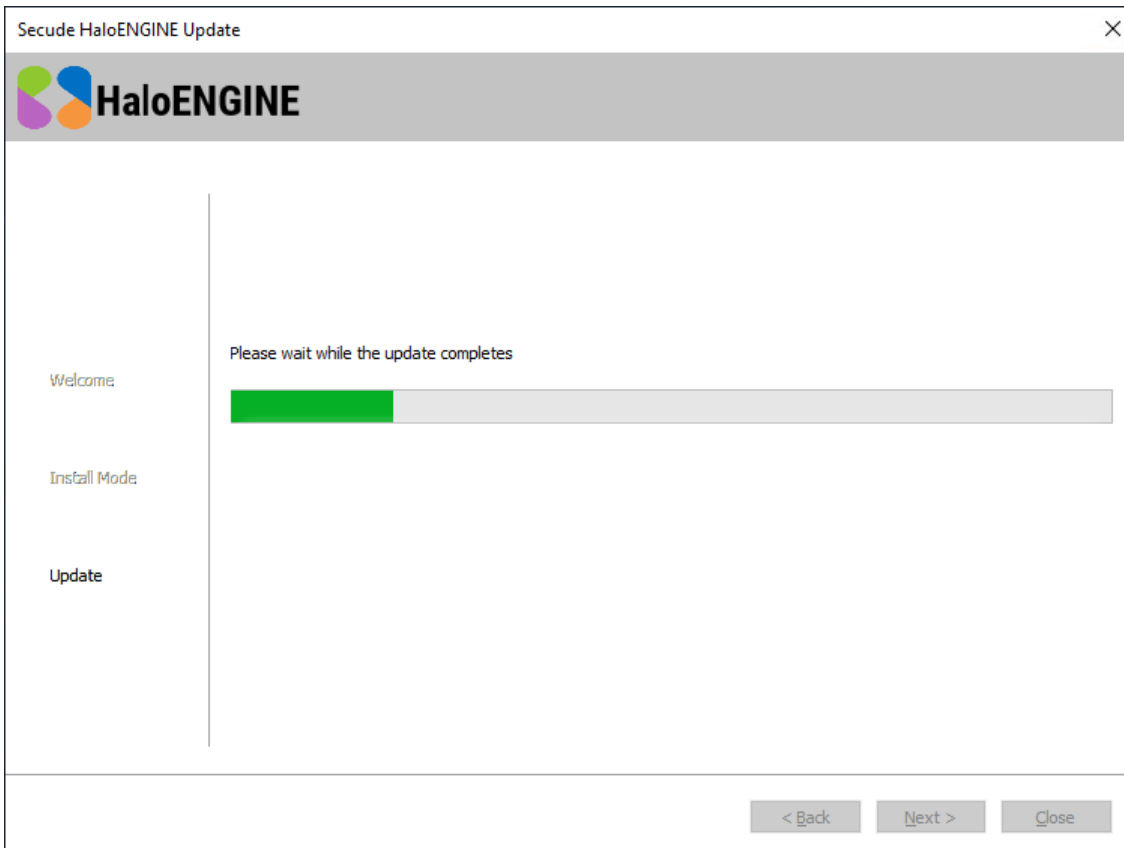 Secude HaloENGINE Update
HaloENGINE
Please wait while the update completes
Welcome
Install Mode
Update
< Back
Next >
Close